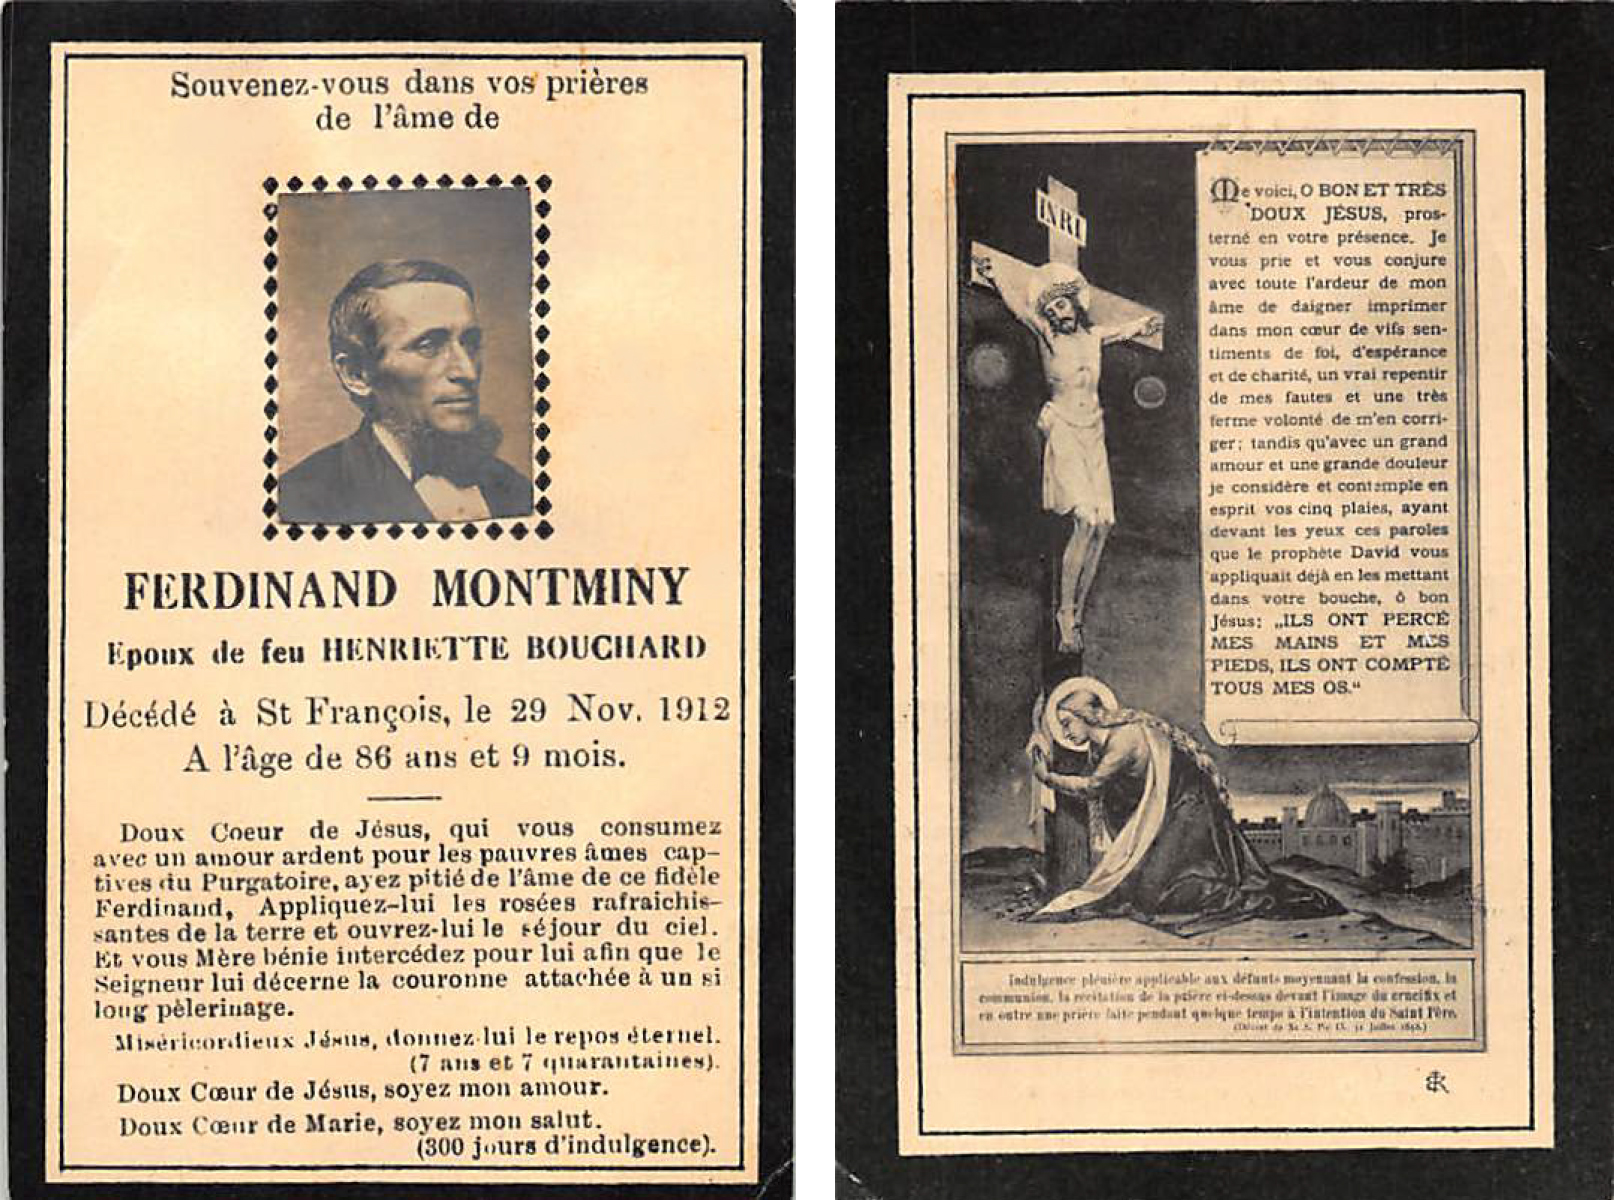 Souvenez-vous dans vos prières
de l'âme de
FERDINAND MONTMINY
Epoux de feu HENRIETTE BOUCHARD
Décédé à St François, le 29 Nov. 1912
A l'âge de 86 ans et 9 mois.
Doux Coeur de Jésus, qui vous consumez
avec un amour ardent pour les pauvres âmes cap-
tives du Purgatoire, ayez pitié de l'âme de ce fidèle
Ferdinand, Appliquez-lui les rosées rafraichis-
santes de la terre et ouvrez-lui le séjour du ciel.
Et vous Mère bénie intercédez pour lui afin que le
Seigneur lui décerne la couronne attachée à un si
long pèlerinage.
Miséricordieux Jésus, donnez-lui le repos éternel.
(7 ans et 7 quarantaines).
Doux Cœur de Jésus, soyez mon amour.
Doux Cœur de Marie, soyez mon salut.
(300 jours d'indulgence).
INRI
Me voici, O BON ET TRÈS
DOUX JÉSUS, pros-
terné en votre présence. Je
vous prie et vous conjure
avec toute l'ardeur de mon
âme de daigner imprimer
dans mon cœur de vifs sen-
timents de foi, d'espérance
et de charité, un vrai repentir
de mes fautes et une très
ferme volonté de m'en corri-
ger; tandis qu'avec un grand
amour et une grande douleur
je considère et contemple en
esprit vos cinq plaies, ayant
devant les yeux ces paroles
que le prophète David vous
appliquait déjà en les mettant
dans votre bouche, ô bon
Jésus: „ILS ONT PERCÉ
MES MAINS ET MES
PIEDS, ILS ONT COMPTÉ
TOUS MES OS.“
Indulgence plénière applicable aux défunts moyennant la confession, la
communion, la récitation de la prière ci-dessus devant l'image du crucifix et
en outre une prière faite pendant quelque temps à l'intention du Saint Père.
(Décret de S. S. Pie IX. 31 Juillet 1858.)